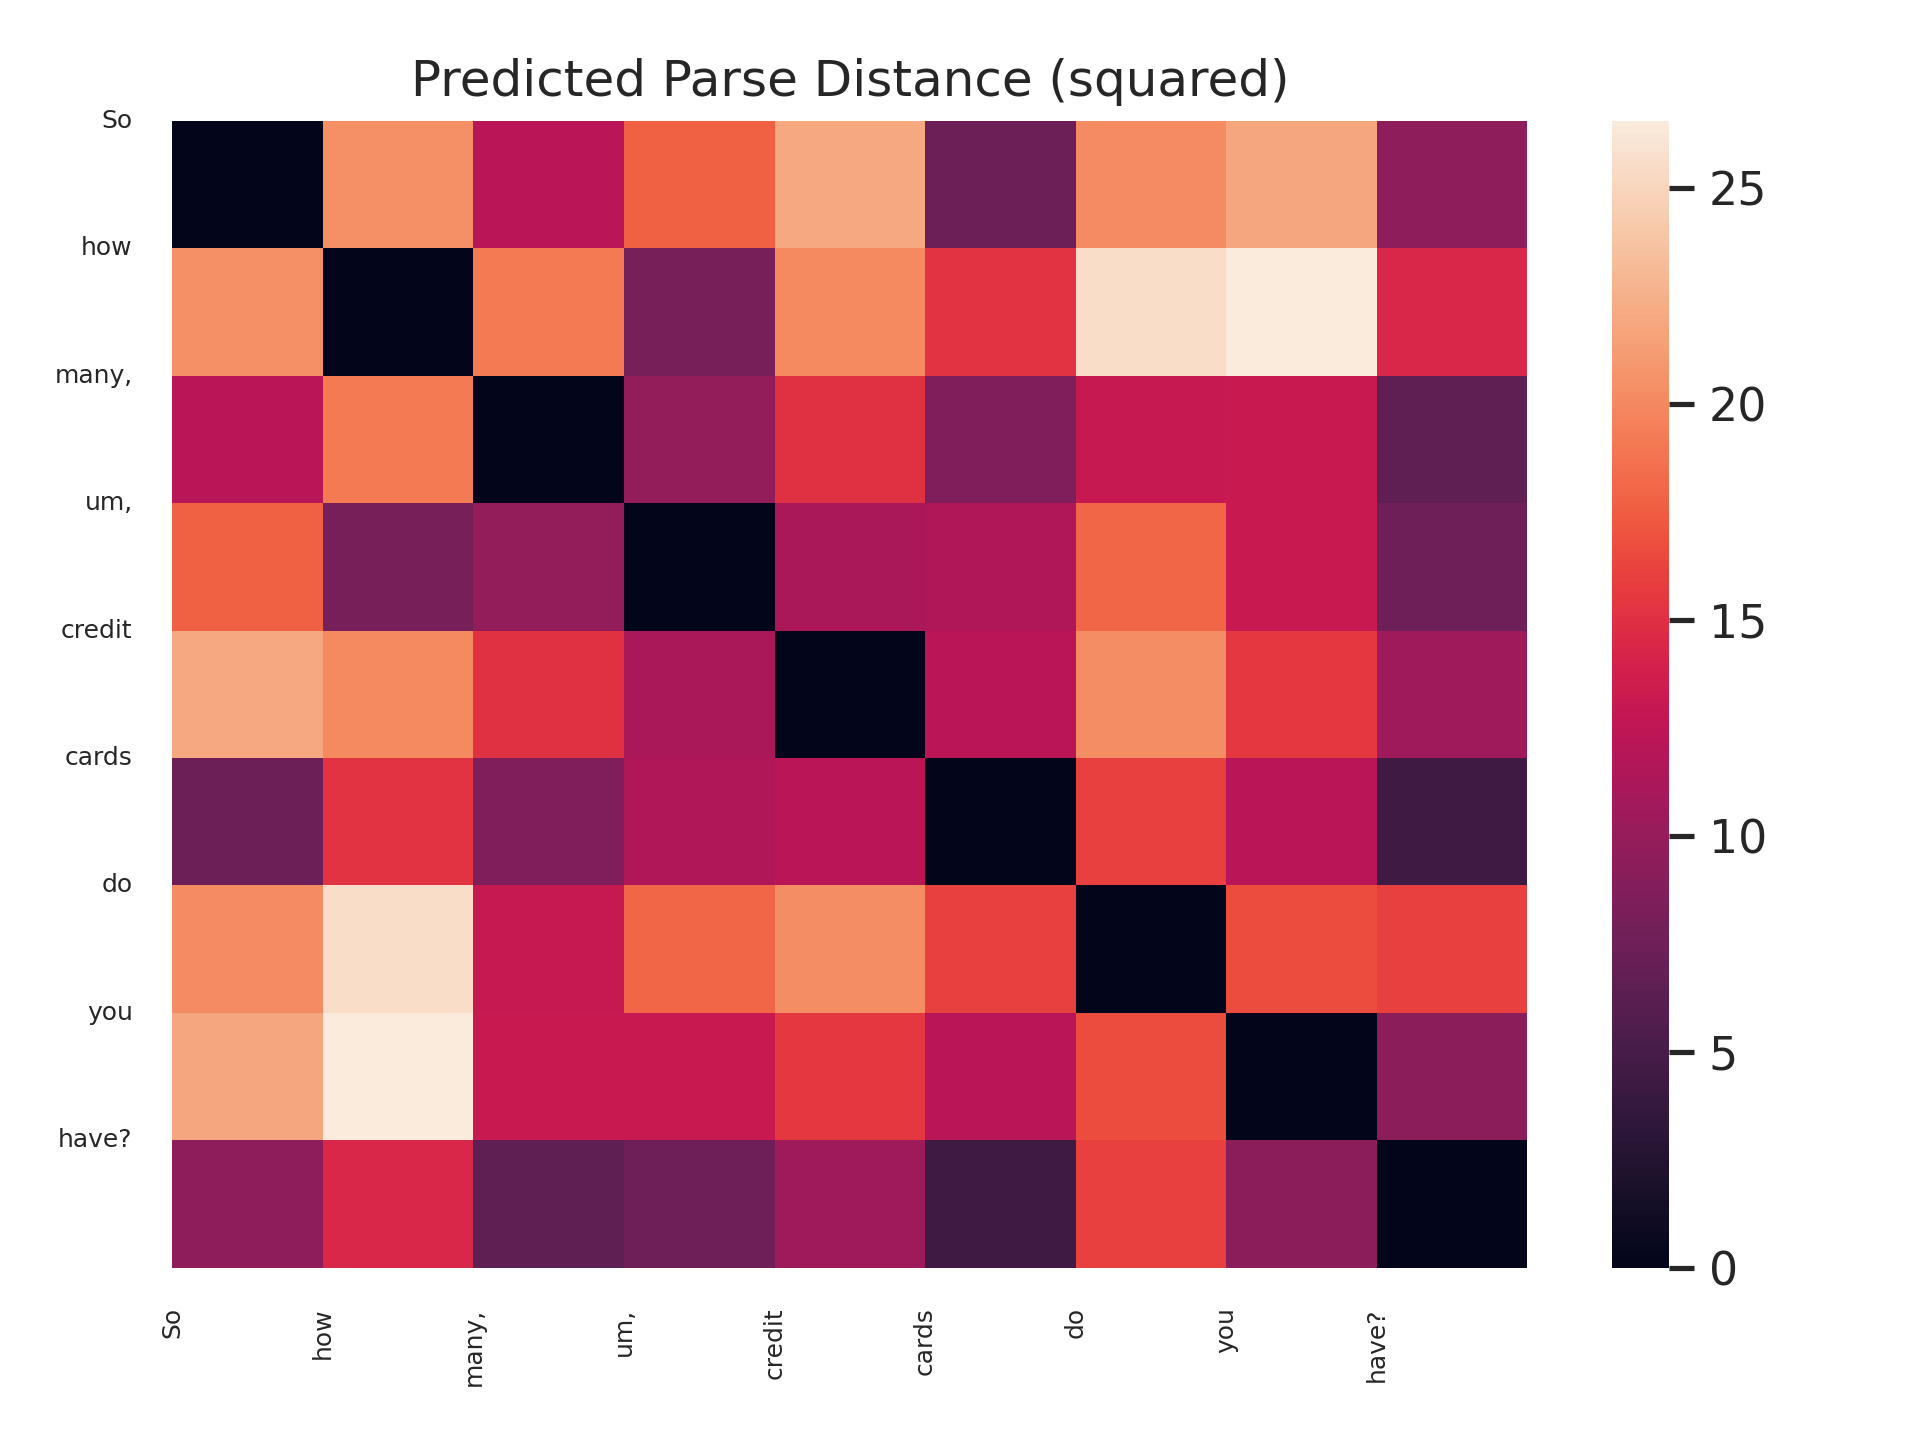 Predicted Parse Distance (squared)
So
how
many,
um,
credit
cards
do
you
have?
25
20
15
10
5
0
So
how
many,
um,
credit
cards
do
you
have?